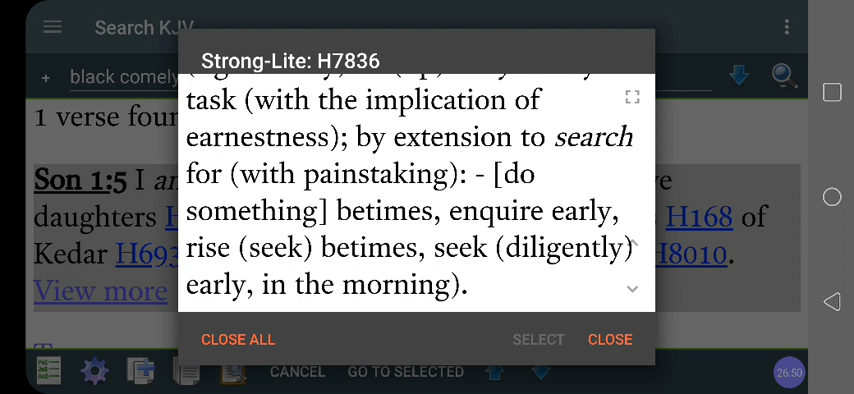 Search KJV
Strong-Lite: H7836
+ black comely
task (with the implication of
earnestness); by extension to search
for (with painstaking): - [do
something] betimes, enquire early,
rise (seek) betimes, seek (diligently)
early, in the morning).
1 verse
Son 1:5 I
daughters H168 of
Kedar H8010.
View more
CLOSE ALL SELECT CLOSE
CANCEL GO TO SELECTED
26:50